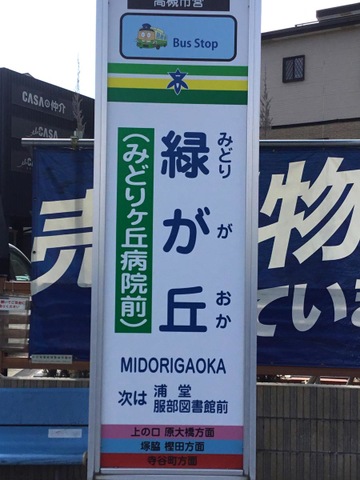 高槻市営
Bus Stop
緑が丘
みどり が おか
(みどりヶ丘病院前)
MIDORIGAOKA
次は 浦堂
服部図書館前
上の口 原大橋方面
塚脇 樫田方面
寺谷町方面
CASAの仲介
CASA
売 物
てい